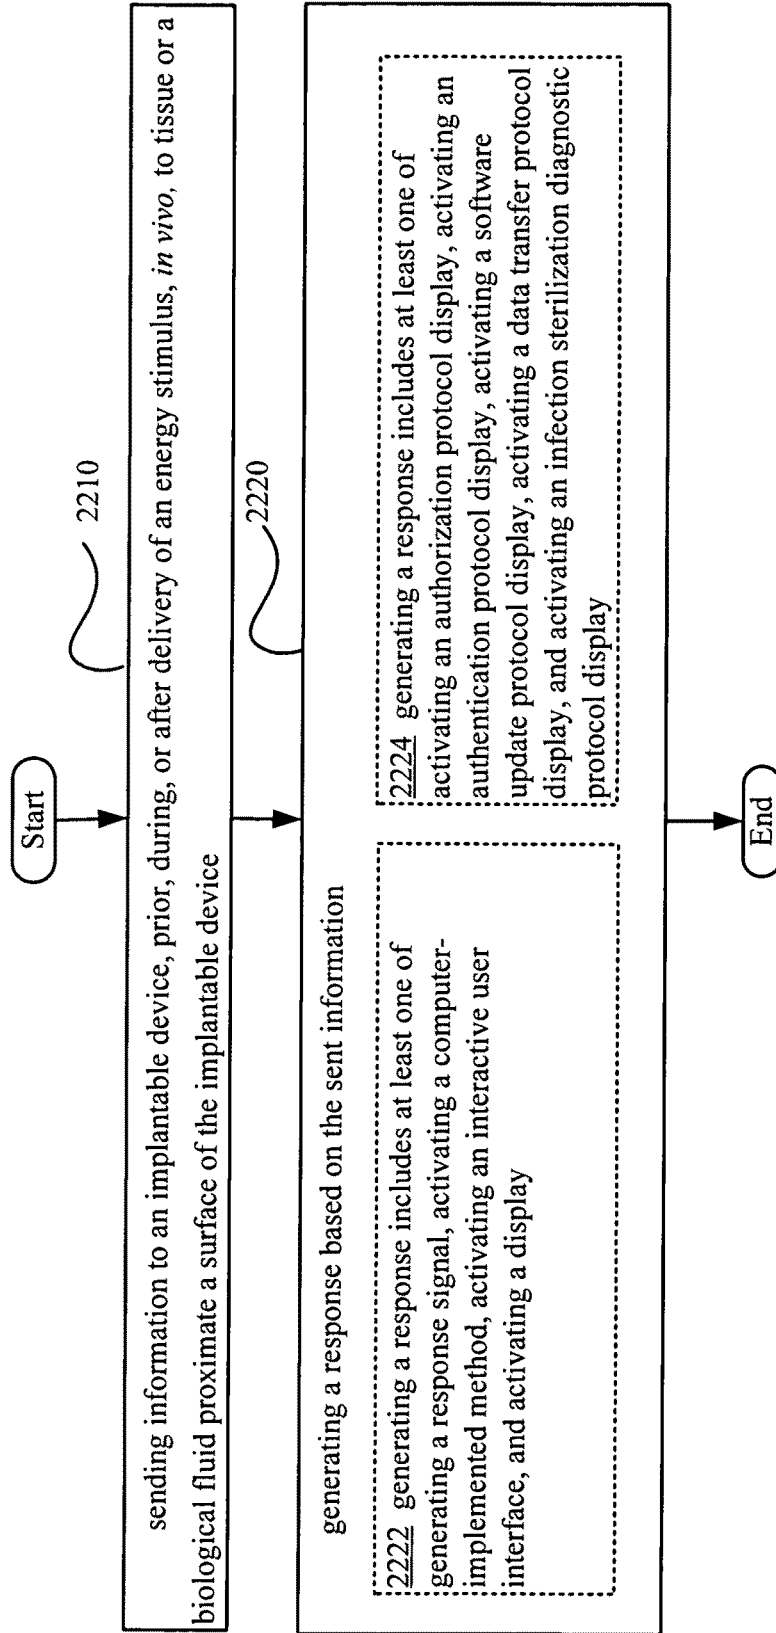 Start
2210
sending information to an implantable device, prior, during, or after delivery of an energy stimulus, in vivo, to tissue or a
biological fluid proximate a surface of the implantable device
2220
generating a response based on the sent information
2222 generating a response includes at least one of
generating a response signal, activating a computer-
implemented method, activating an interactive user
interface, and activating a display
2224 generating a response includes at least one of
activating an authorization protocol display, activating an
authentication protocol display, activating a software
update protocol display, activating a data transfer protocol
display, and activating an infection sterilization diagnostic
protocol display
End